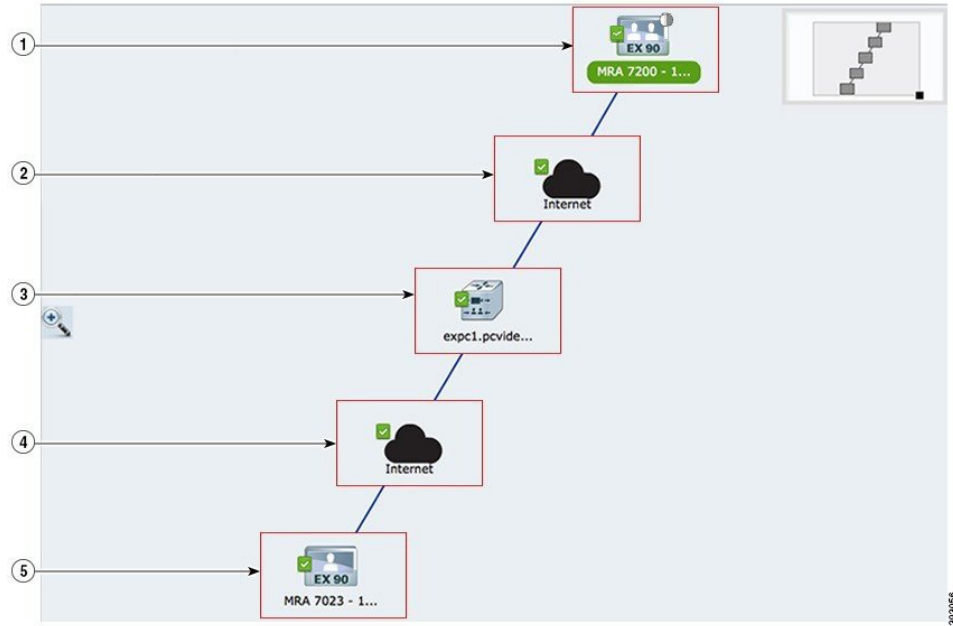 1
EX 90
MRA 7200 - 1...
2
Internet
3
expc1.pcvide...
4
Internet
5
EX 90
MRA 7023 - 1...
303056